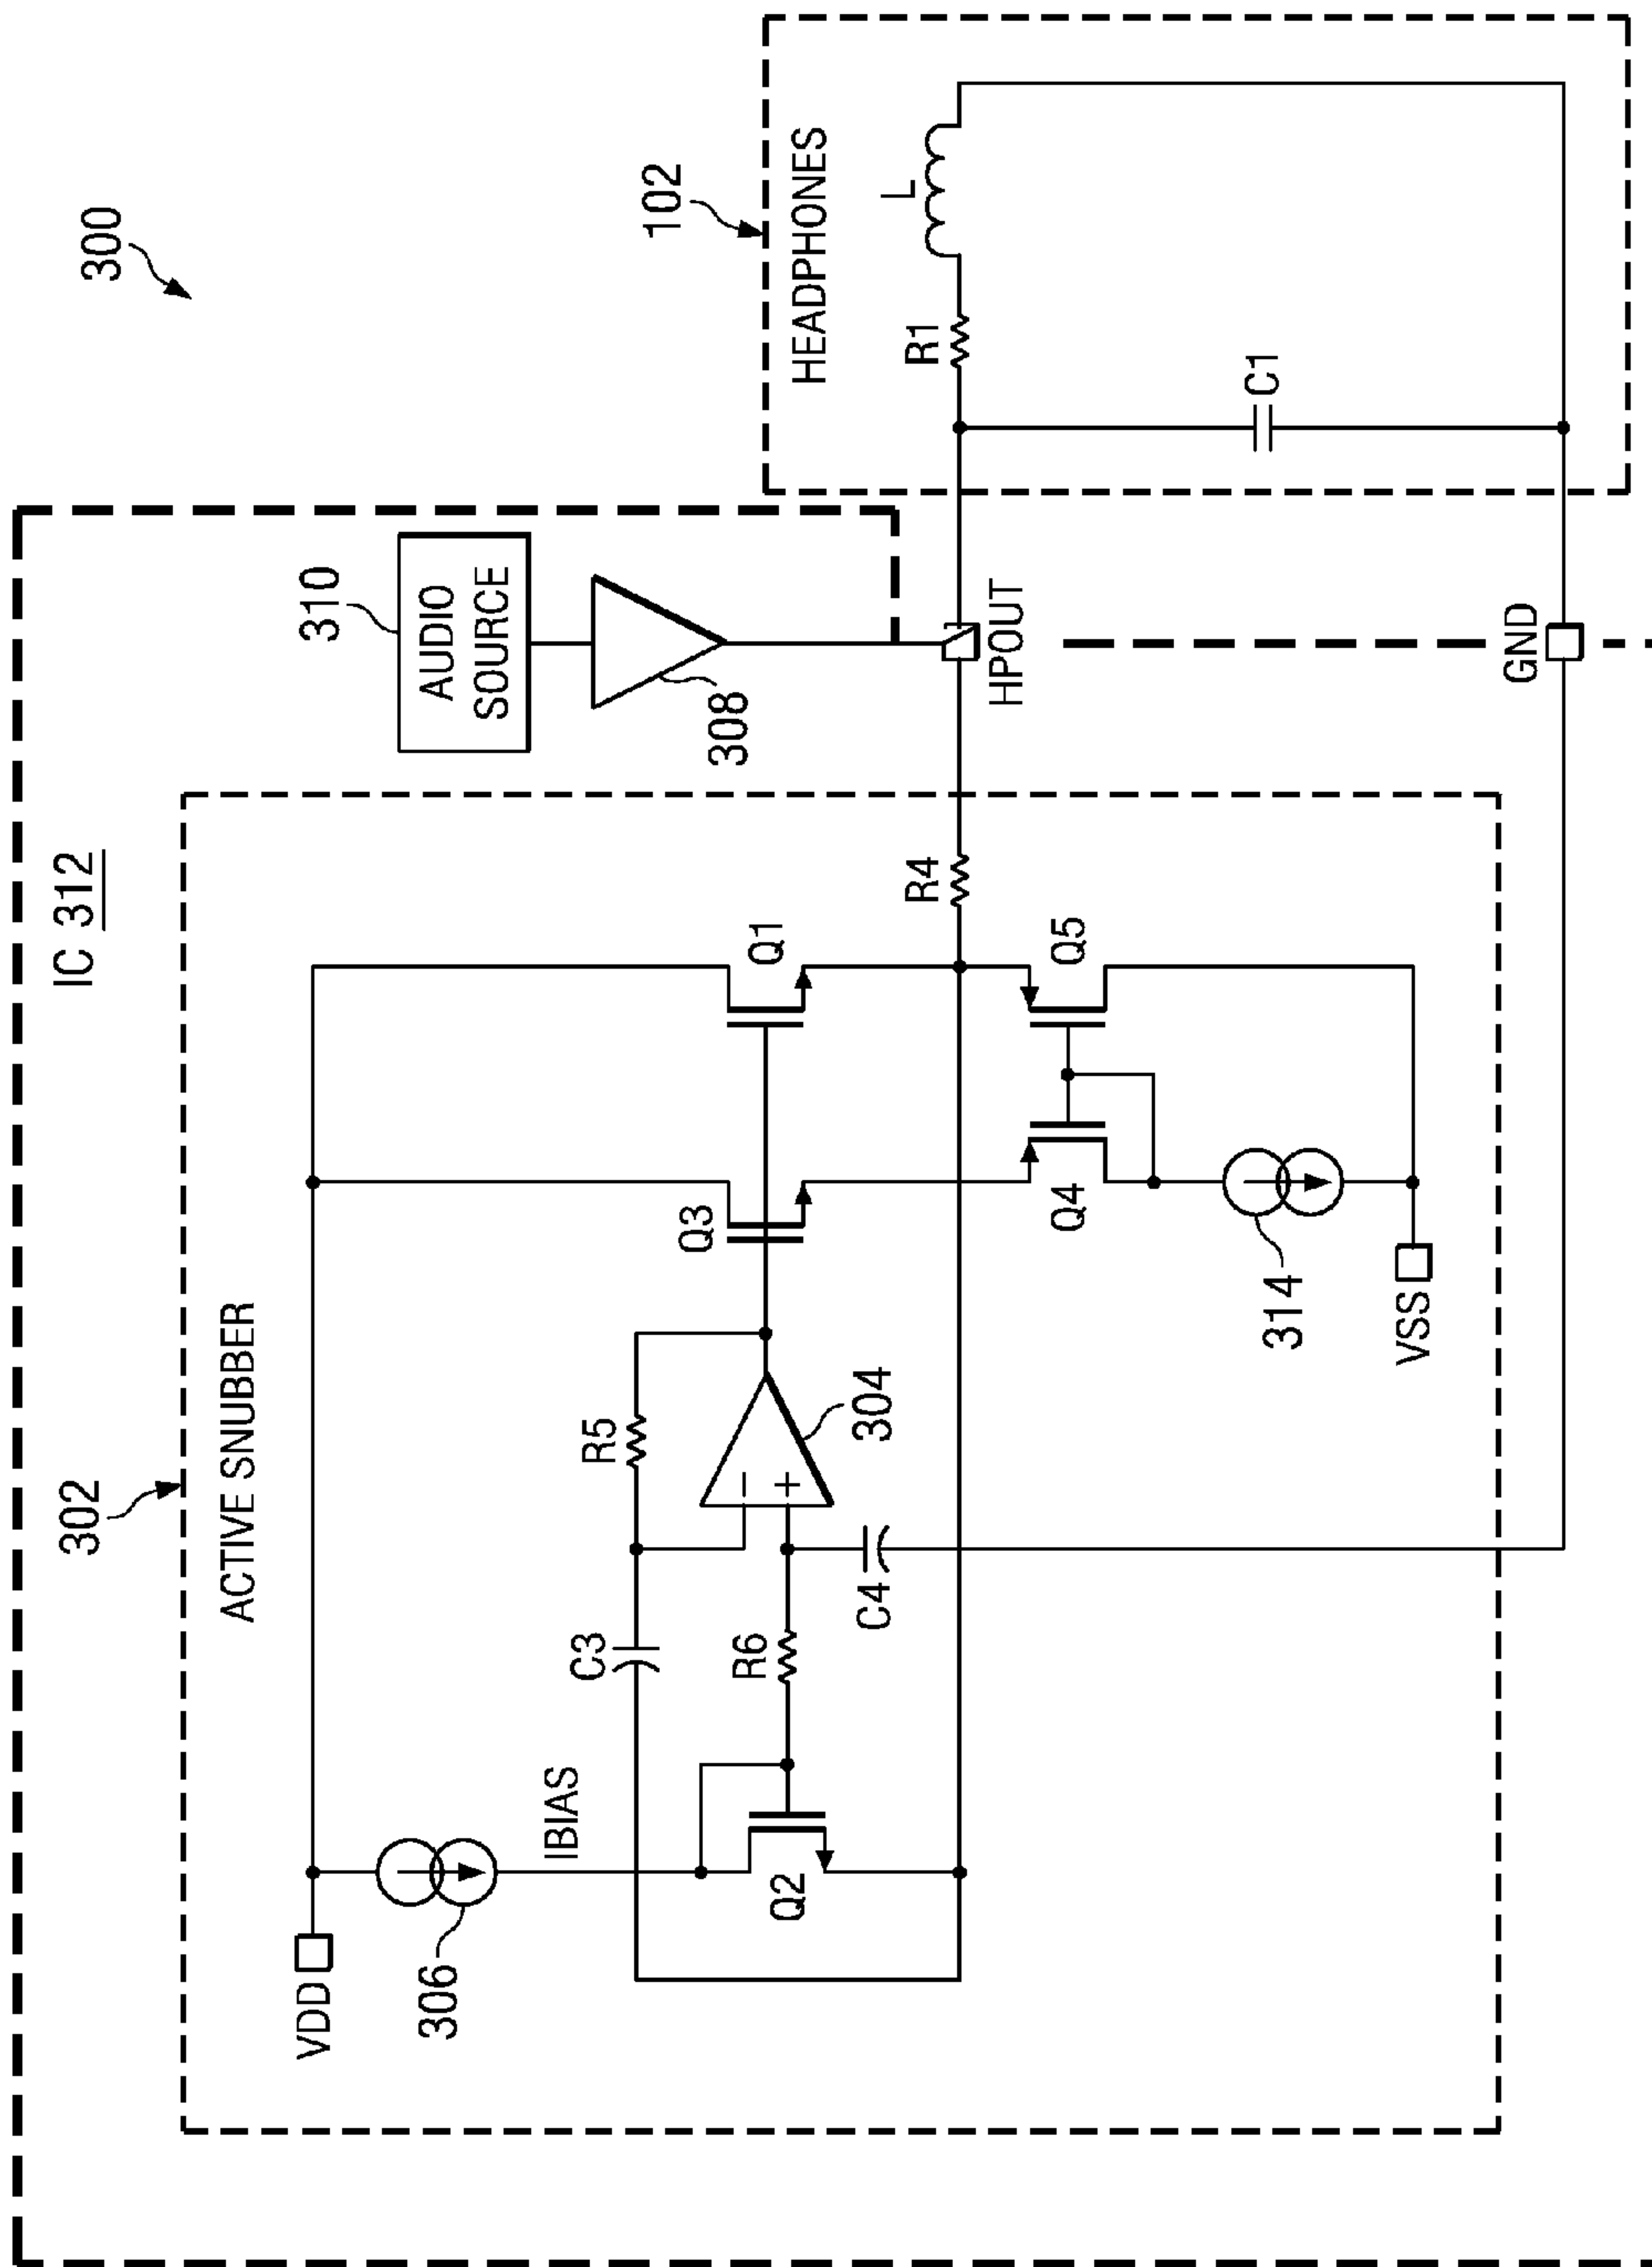 300
IC 312
302
ACTIVE SNUBBER
VDD
306
IBIAS
Q2
C3
R5
R6
C4
304
Q3
Q1
Q4
Q5
314
VSS
R4
310
AUDIO
SOURCE
308
HPOUT
GND
102
HEADPHONES
R1
L
C1
−
+